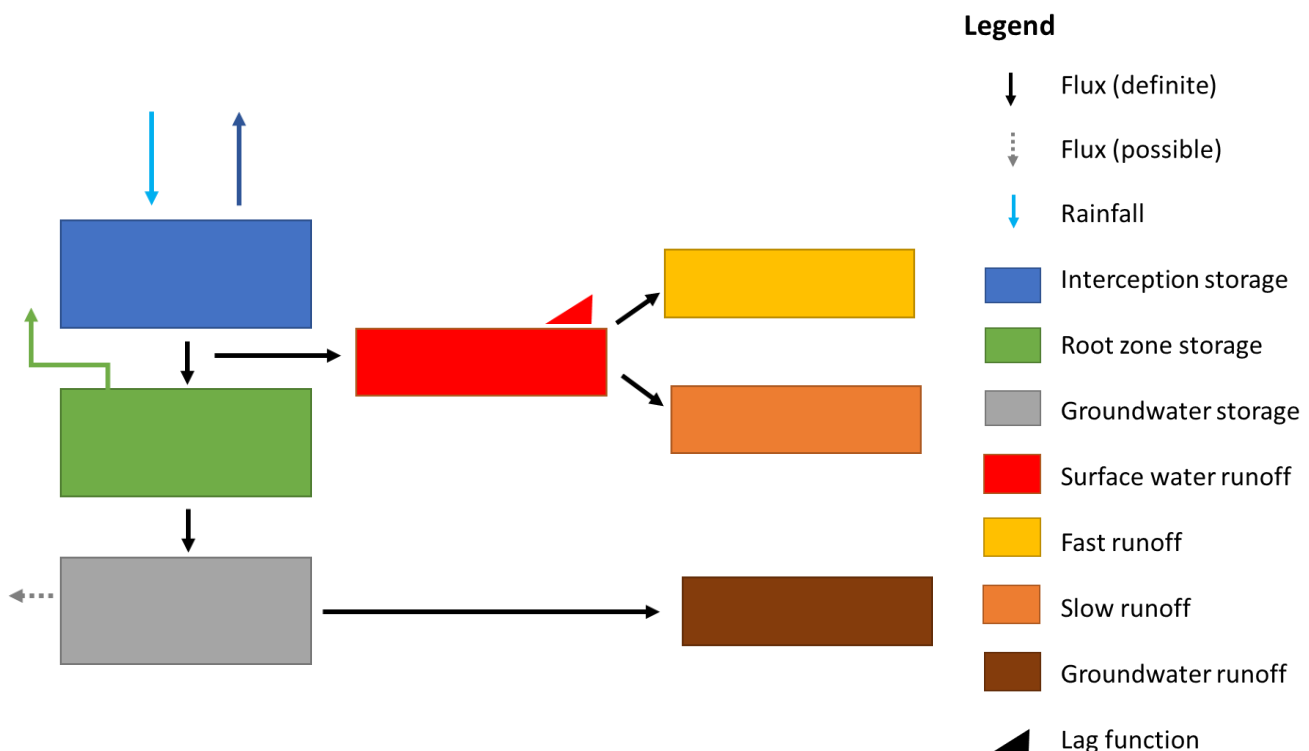 Legend
Flux (definite)
Flux (possible)
Rainfall
Interception storage
Root zone storage
Groundwater storage
Surface water runoff
Fast runoff
Slow runoff
Groundwater runoff
Lag function